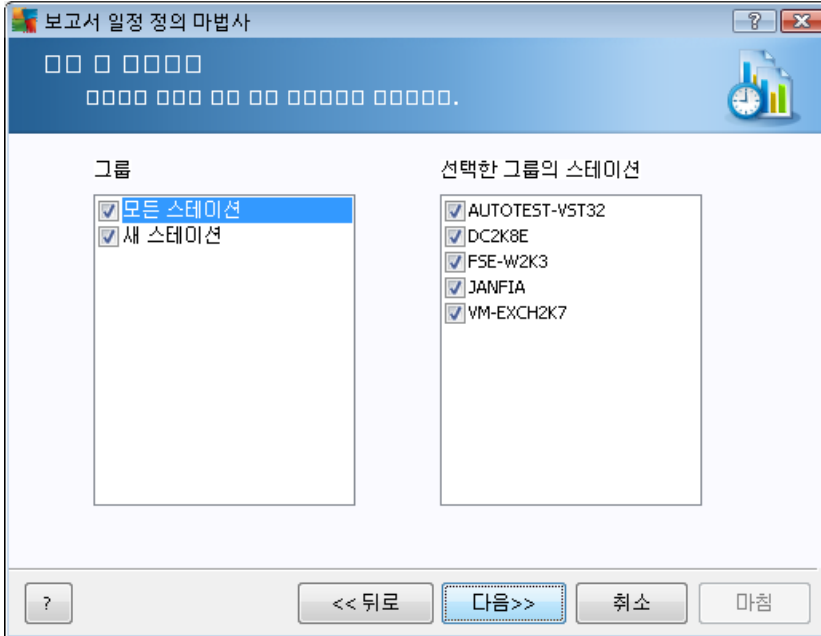 보고서 일정 정의 마법사
그룹
선택한 그룹의 스테이션
모든 스테이션
새 스테이션
AUTOTEST-VST32
DC2K8E
FSE-W2K3
JANFIA
VM-EXCH2K7
?
<< 뒤로
다음>>
취소
마침